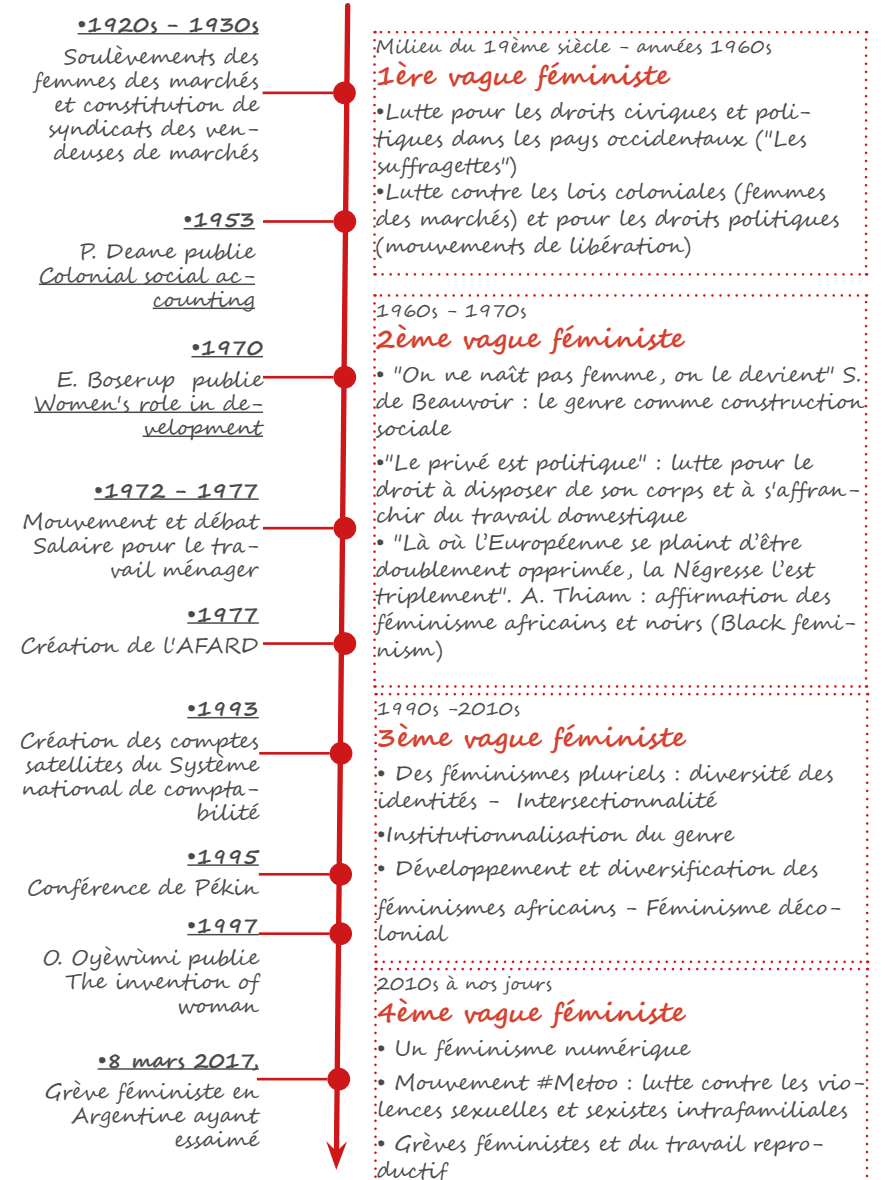 •1920s - 1930s
Soulèvements des
femmes des marchés
et constitution de
syndicats des ven-
deuses de marchés
•1953
P. Deane publie
Colonial social ac-
counting
•1970
E. Boserup publie
Women's role in de-
velopment
•1972 - 1977
Mouvement et débat
Salaire pour le tra-
vail ménager
•1977
Création de l'AFARD
•1993
Création des comptes
satellites du Système
national de compta-
bilité
•1995
Conférence de Pékin
•1997
O. Oyèwùmi publie
The invention of
woman
•8 mars 2017,
Grève féministe en
Argentine ayant
essaimé
Milieu du 19ème siècle - années 1960s
1ère vague féministe
•Lutte pour les droits civiques et poli-
tiques dans les pays occidentaux ("Les
suffragettes")
•Lutte contre les lois coloniales (femmes
des marchés) et pour les droits politiques
(mouvements de libération)
1960s - 1970s
2ème vague féministe
• "On ne naît pas femme, on le devient" S.
de Beauvoir : le genre comme construction
sociale
•"Le privé est politique" : lutte pour le
droit à disposer de son corps et à s'affran-
chir du travail domestique
• "Là où l’Européenne se plaint d’être
doublement opprimée, la Négresse l’est
triplement". A. Thiam : affirmation des
féminisme africains et noirs (Black femi-
nism)
1990s -2010s
3ème vague féministe
• Des féminismes pluriels : diversité des
identités - Intersectionnalité
•Institutionnalisation du genre
• Développement et diversification des
féminismes africains - Féminisme déco-
lonial
2010s à nos jours
4ème vague féministe
• Un féminisme numérique
• Mouvement #Metoo : lutte contre les vio-
lences sexuelles et sexistes intrafamiliales
• Grèves féministes et du travail repro-
ductif